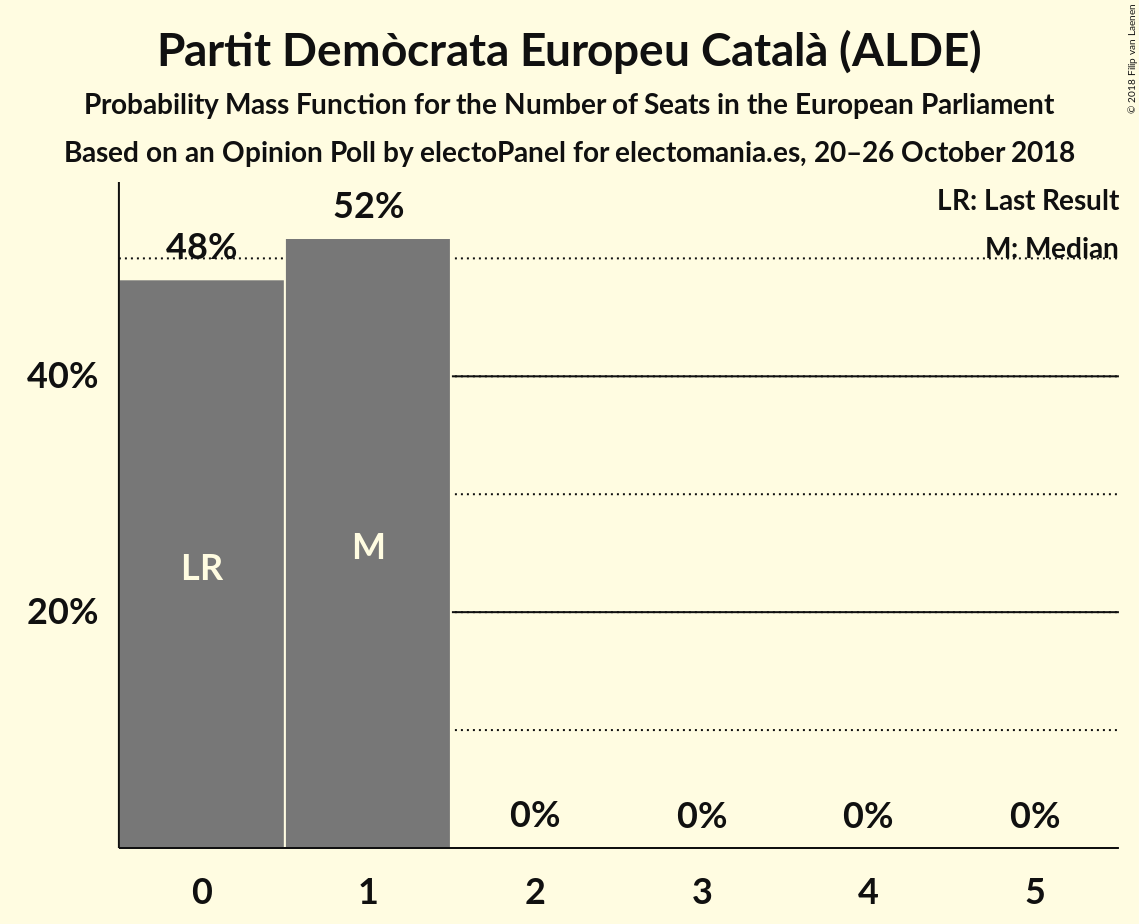 Partit Demòcrata Europeu Català (ALDE)
Probability Mass Function for the Number of Seats in the European Parliament
Based on an Opinion Poll by electoPanel for electomania.es, 20–26 October 2018
© 2018 Filip van Laenen
LR: Last Result
M: Median
52%
48%
40%
20%
LR
M
0%
0%
0%
0%
0
1
2
3
4
5